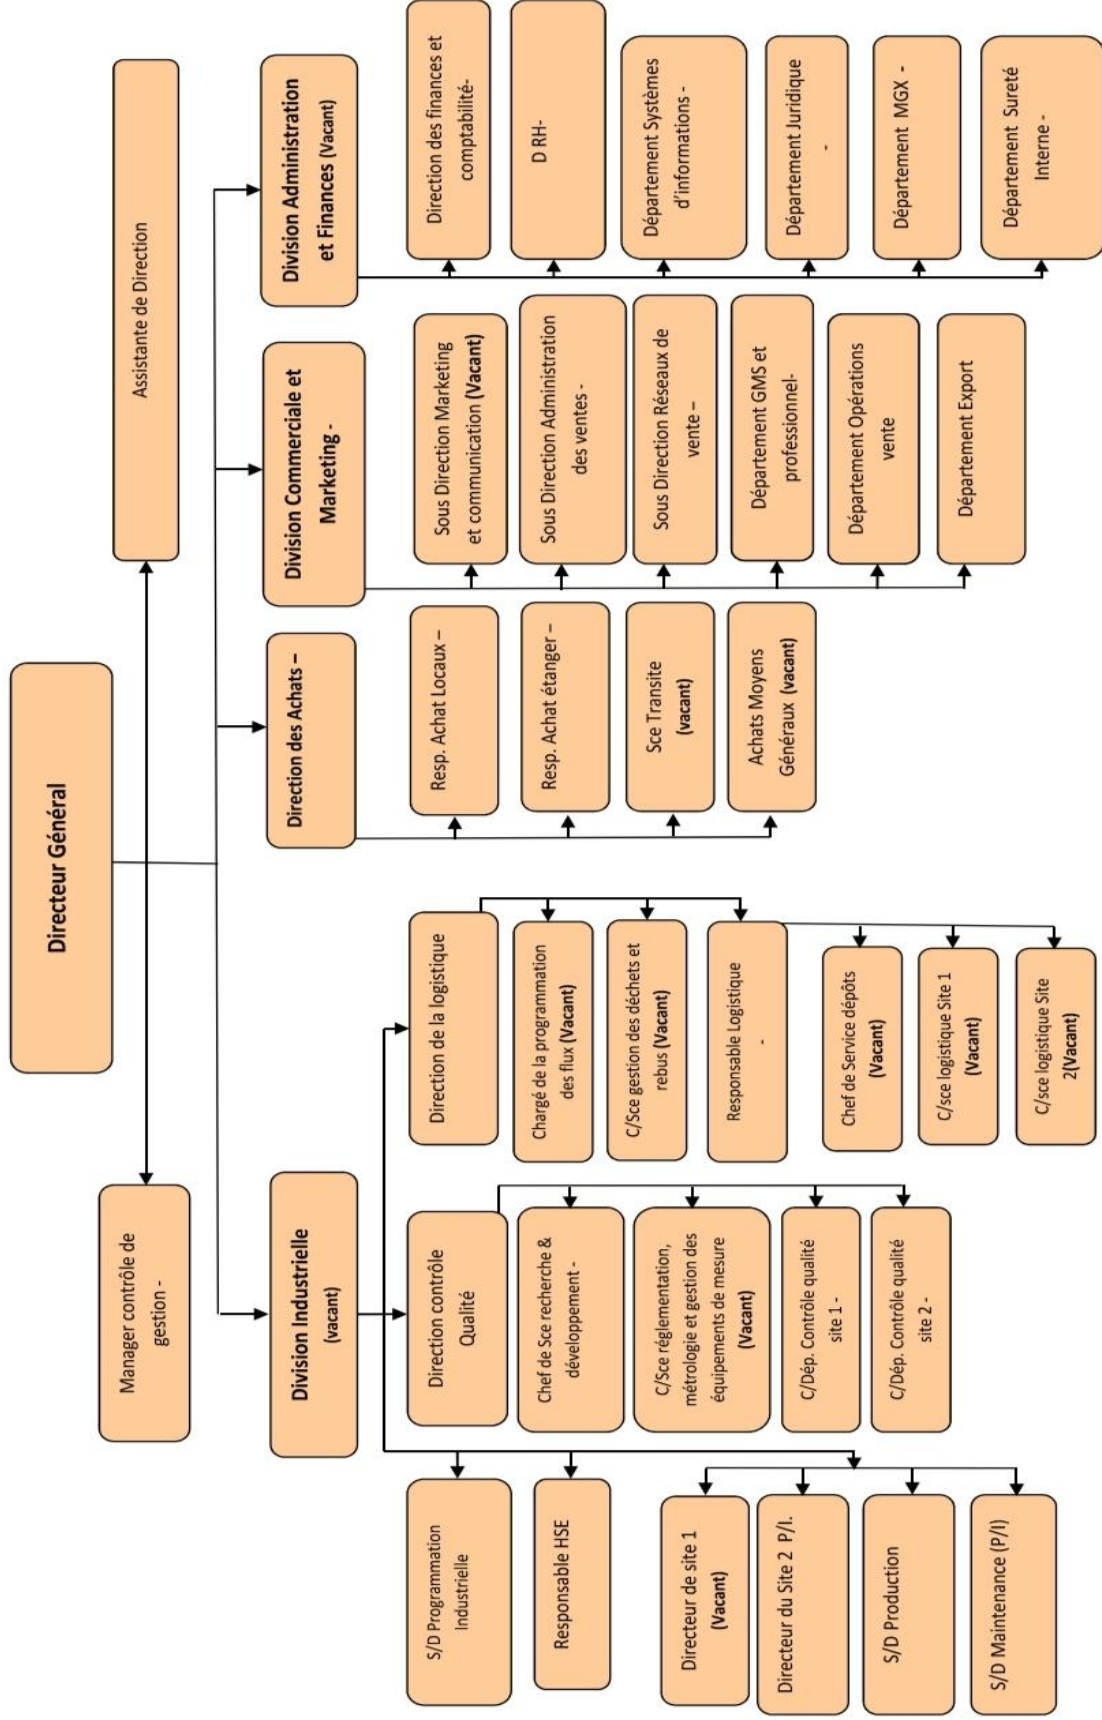 Directeur Général
Manager contrôle de
gestion -
Assistante de Direction
Division Industrielle
(vacant)
Direction des Achats –
Division Commerciale et
Marketing -
Division Administration
et Finances (Vacant)
S/D Programmation
Industrielle
Responsable HSE
Directeur de site 1
(Vacant)
Directeur du Site 2 P/I.
S/D Production
S/D Maintenance (P/I)
Direction contrôle
Qualité
Chef de Sce recherche &
développement -
C/Sce réglementation,
métrologie et gestion des
équipements de mesure
(Vacant)
C/Dép. Contrôle qualité
site 1 -
C/Dép. Contrôle qualité
site 2 -
Direction de la logistique
Chargé de la programmation
des flux (Vacant)
C/Sce gestion des déchets et
rebus (Vacant)
Responsable Logistique
-
Chef de Service dépôts
(Vacant)
C/sce logistique Site 1
(Vacant)
C/sce logistique Site
2(Vacant)
Resp. Achat Locaux –
Resp. Achat étanger –
Sce Transite
(vacant)
Achats Moyens
Généraux (vacant)
Sous Direction Marketing
et communication (Vacant)
Sous Direction Administration
des ventes -
Sous Direction Réseaux de
vente –
Département GMS et
professionnel-
Département Opérations
vente
Département Export
Direction des finances et
comptabilité-
D RH-
Département Systèmes
d'informations -
Département Juridique
-
Département MGX -
Département Sureté
Interne -